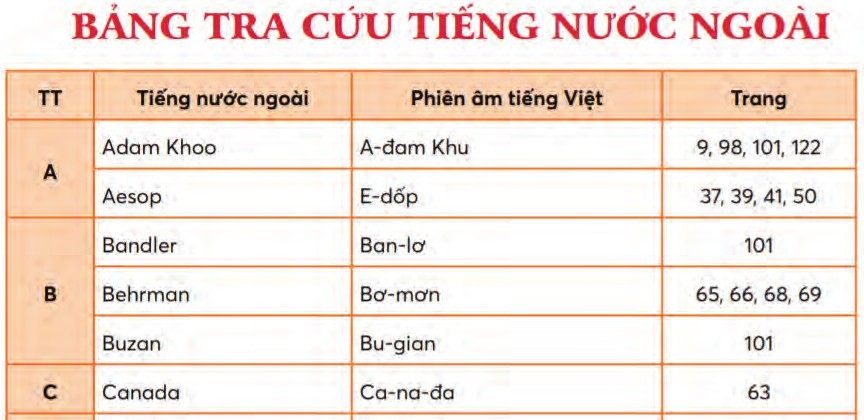 BẢNG TRA CỨU TIẾNG NƯỚC NGOÀI
TT Tiếng nước ngoài Phiên âm tiếng Việt Trang
A
Adam Khoo A-đam Khu 9, 98, 101, 122
Aesop E-dốp 37, 39, 41, 50
B
Bandler Ban-lơ 101
Behrman Bơ-mơn 65, 66, 68, 69
Buzan Bu-gian 101
C Canada Ca-na-đa 63